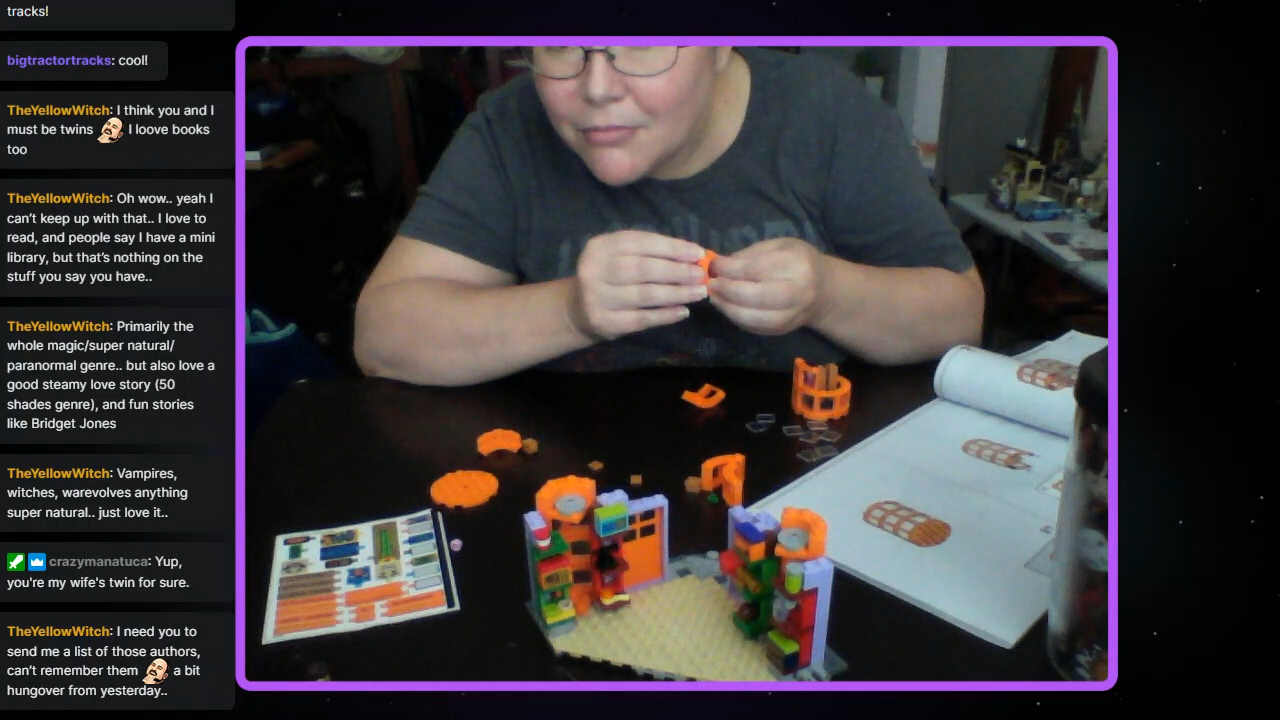 tracks!
bigtractortracks: cool!
TheYellowWitch: I think you and I
must be twins I loove books
too
TheYellowWitch: Oh wow.. yeah I
can't keep up with that.. I love to
read, and people say I have a mini
library, but that's nothing on the
stuff you say you have..
TheYellowWitch: Primarily the
whole magic/super natural/
paranormal genre.. but also love a
good steamy love story (50
shades genre), and fun stories
like Bridget Jones
TheYellowWitch: Vampires,
witches, warevolves anything
super natural.. just love it..
crazymanatuca: Yup,
you're my wife's twin for sure.
TheYellowWitch: I need you to
send me a list of those authors,
can't remember them a bit
hungover from yesterday..